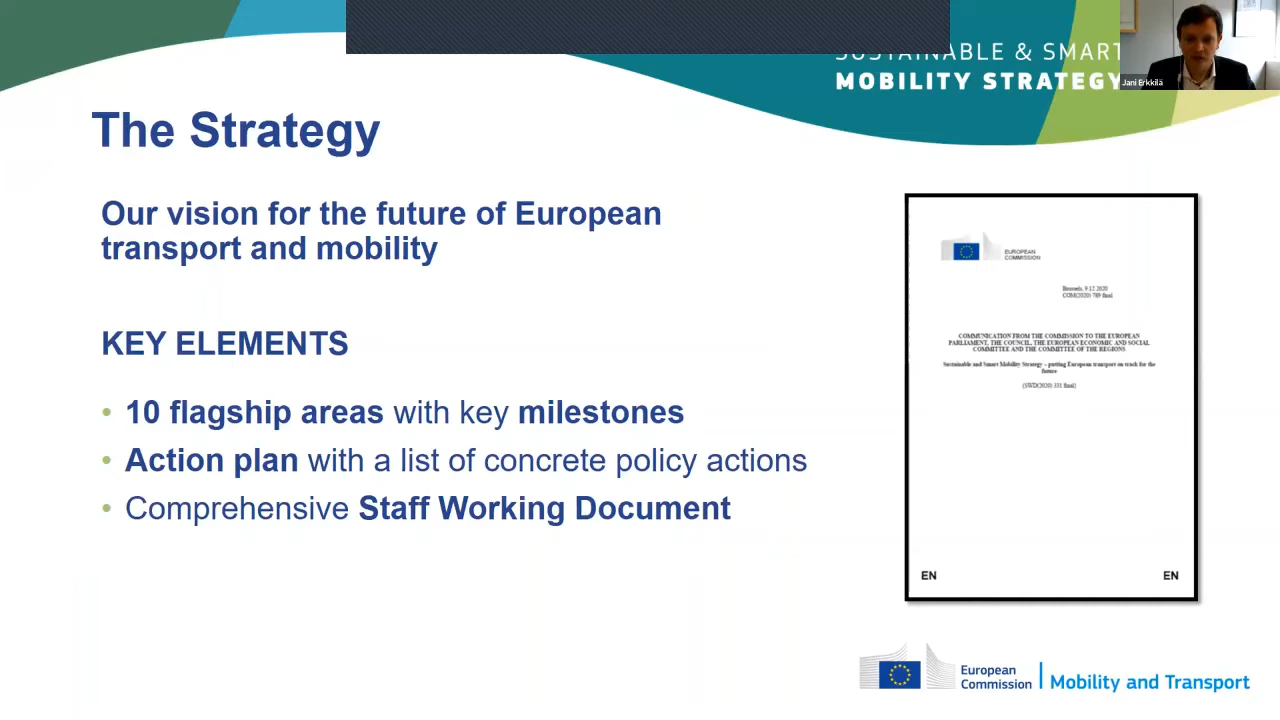 SUSTAINABLE & SMART
MOBILITY STRATEGY
Jani Erkkilä
The Strategy
Our vision for the future of European
transport and mobility
KEY ELEMENTS
• 10 flagship areas with key milestones
• Action plan with a list of concrete policy actions
• Comprehensive Staff Working Document
EUROPEAN
COMMISSION
Brussels, 9.12.2020
COM(2020) 789 final
COMMUNICATION FROM THE COMMISSION TO THE EUROPEAN
PARLIAMENT, THE COUNCIL, THE EUROPEAN ECONOMIC AND SOCIAL
COMMITTEE AND THE COMMITTEE OF THE REGIONS
Sustainable and Smart Mobility Strategy – putting European transport on track for the
future
{SWD(2020) 331 final}
EN EN
European
Commission
Mobility and Transport